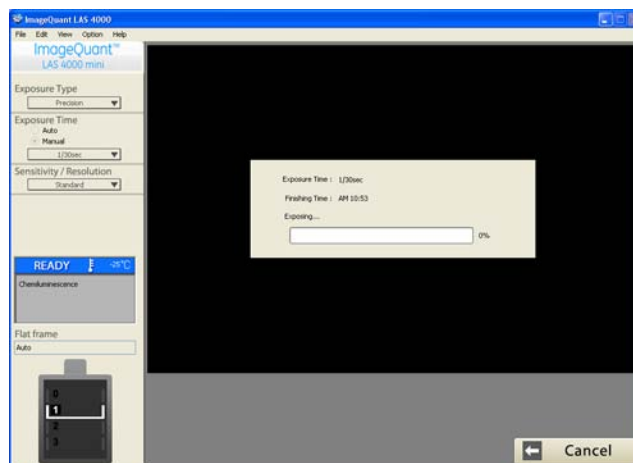 ImageQuant LAS 4000
File Edit View Option Help
ImageQuant™
LAS 4000 mini
Exposure Type
Precision
Exposure Time
Auto
Manual
1/30sec
Sensitivity / Resolution
Standard
READY -25°C
Chemiluminescence
Flat frame
Auto
0
1
2
3
Exposure Time : 1/30sec
Finishing Time : AM 10:53
Exposing....
0%
Cancel